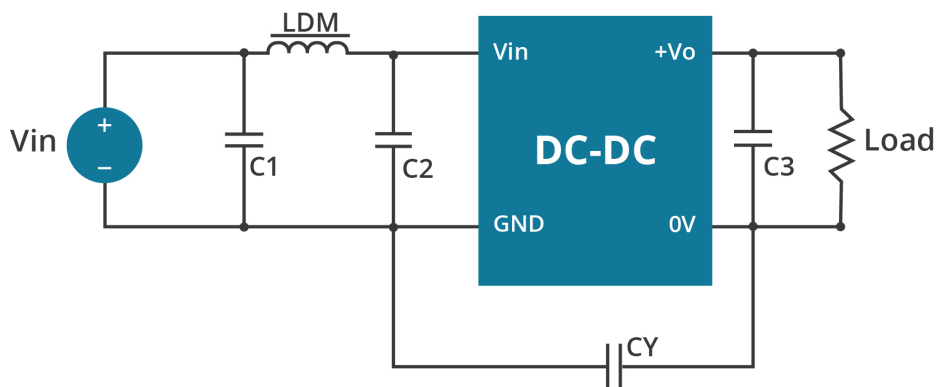 LDM
Vin
+
−
C1
C2
Vin
GND
DC-DC
+Vo
0V
C3
Load
CY